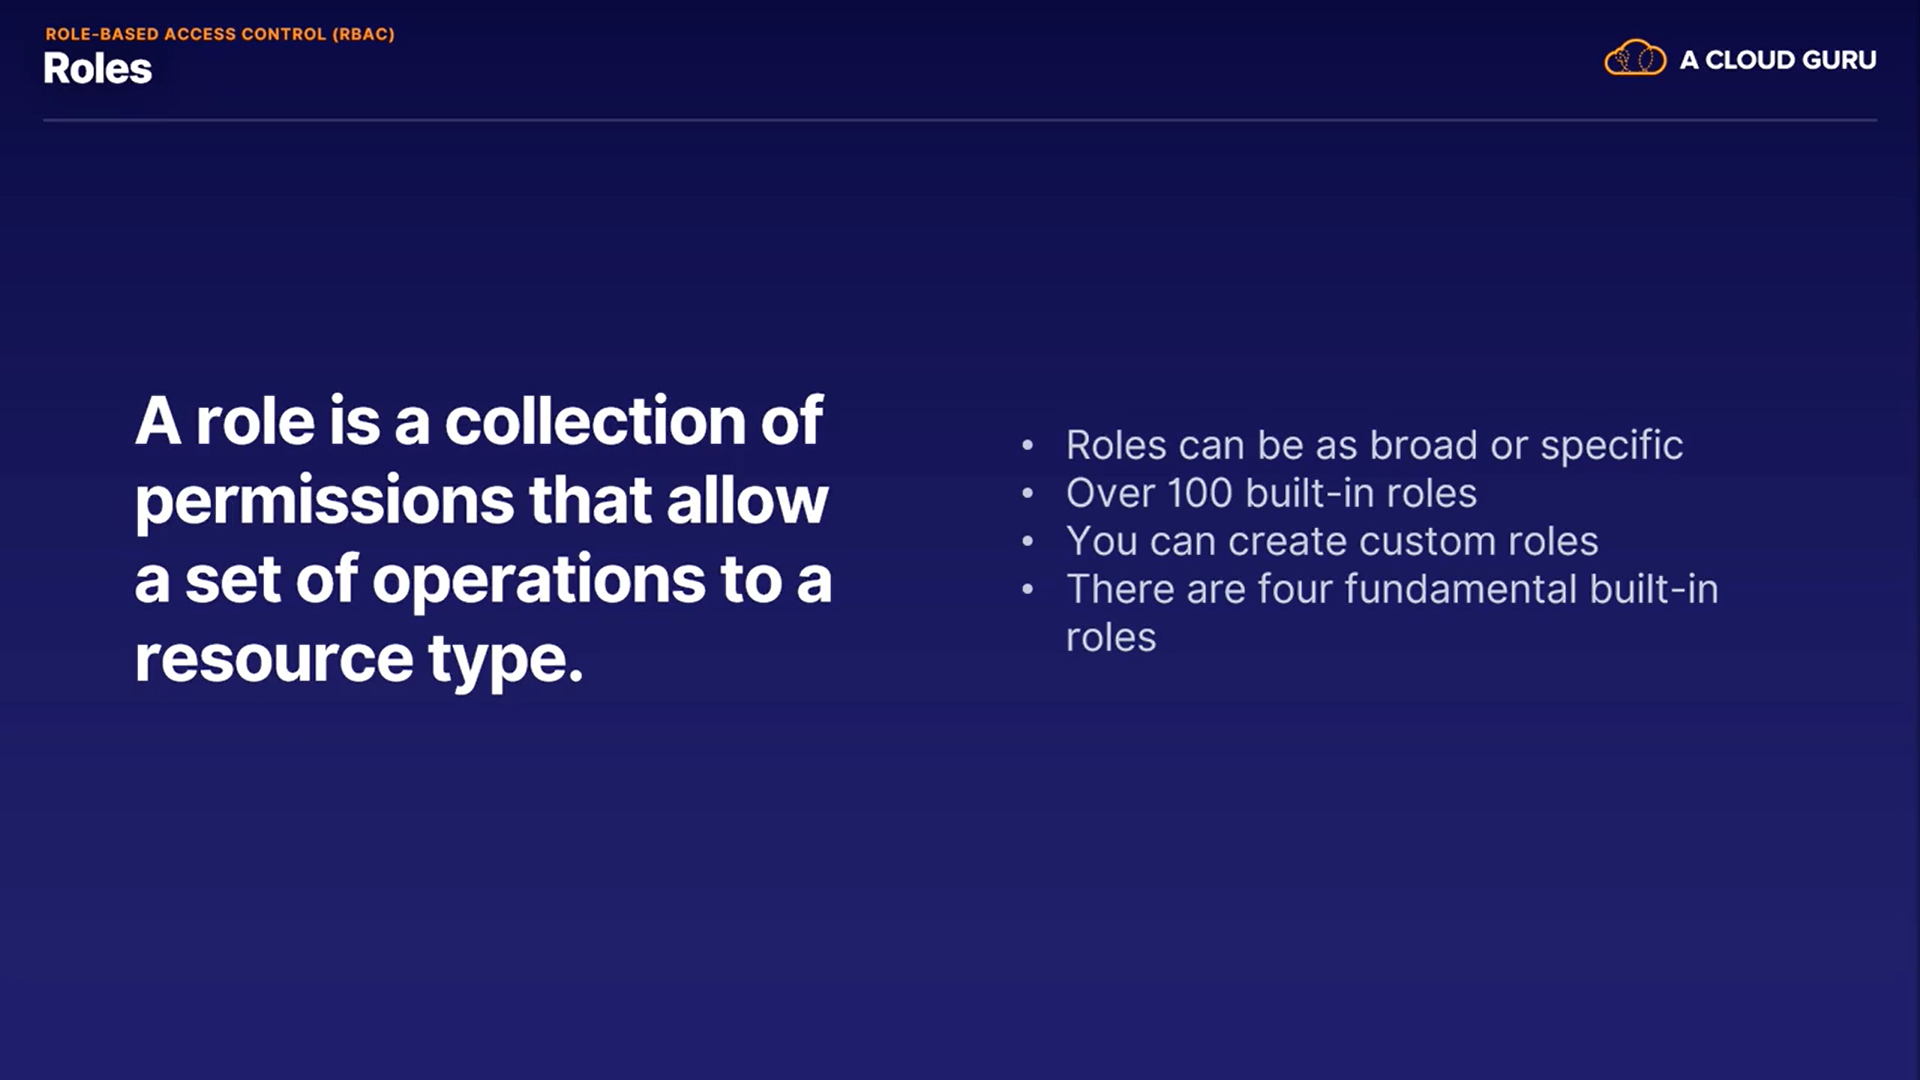 ROLE-BASED ACCESS CONTROL (RBAC)
Roles
A CLOUD GURU
A role is a collection of
permissions that allow
a set of operations to a
resource type.
• Roles can be as broad or specific
• Over 100 built-in roles
• You can create custom roles
• There are four fundamental built-in
roles